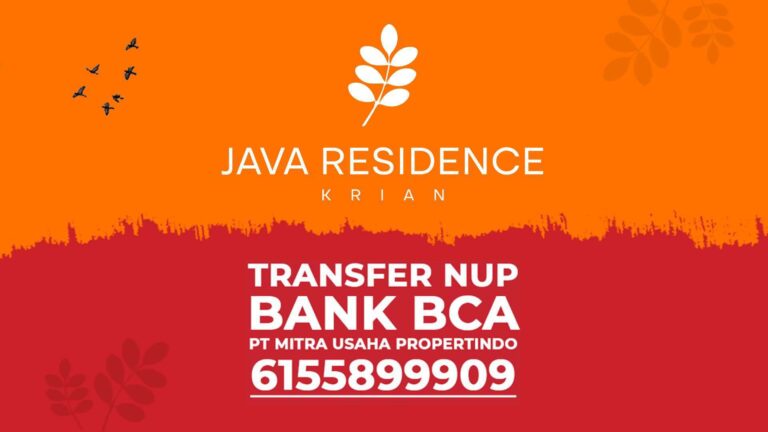 JAVA RESIDENCE
KRIAN
TRANSFER NUP
BANK BCA
PT MITRA USAHA PROPERTINDO
6155899909